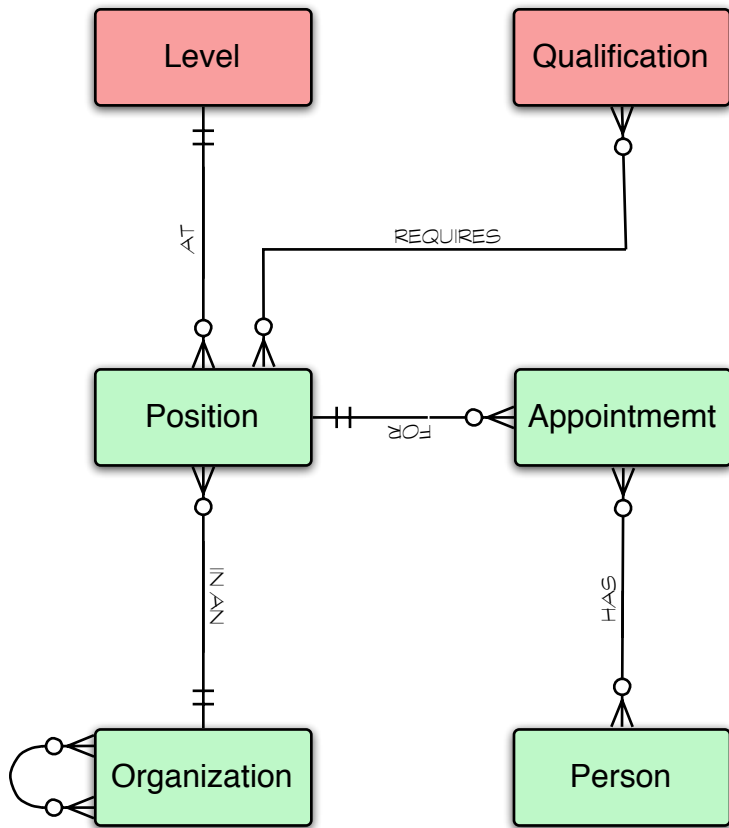 Level
Qualification
AT
REQUIRES
Position
Appointmemt
FOR
IN AN
HAS
Organization
Person